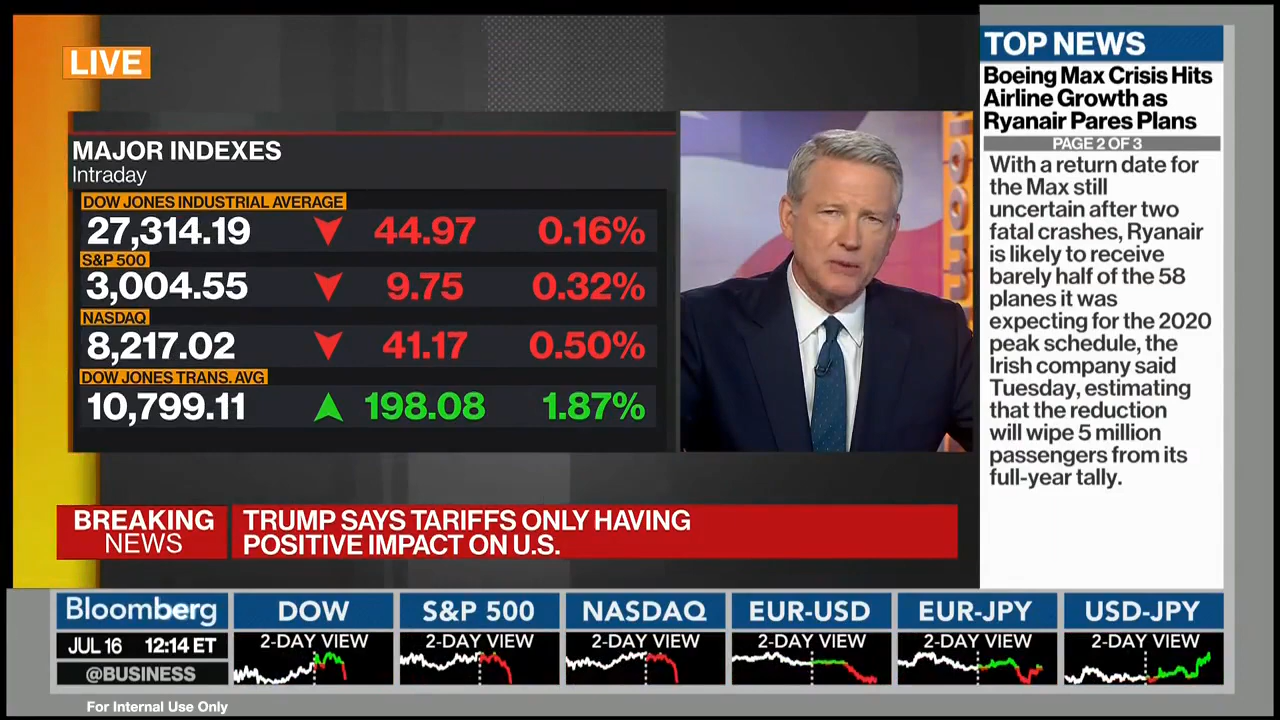 LIVE
MAJOR INDEXES
Intraday
DOW JONES INDUSTRIAL AVERAGE
27,314.19 44.97 0.16%
S&P 500
3,004.55 9.75 0.32%
NASDAQ
8,217.02 41.17 0.50%
DOW JONES TRANS. AVG
10,799.11 198.08 1.87%
TOP NEWS
Boeing Max Crisis Hits
Airline Growth as
Ryanair Pares Plans
PAGE 2 OF 3
With a return date for
the Max still
uncertain after two
fatal crashes, Ryanair
is likely to receive
barely half of the 58
planes it was
expecting for the 2020
peak schedule, the
Irish company said
Tuesday, estimating
that the reduction
will wipe 5 million
passengers from its
full-year tally.
BREAKING
NEWS
TRUMP SAYS TARIFFS ONLY HAVING
POSITIVE IMPACT ON U.S.
Bloomberg
JUL 16 12:14 ET
@BUSINESS
DOW
2-DAY VIEW
S&P 500
2-DAY VIEW
NASDAQ
2-DAY VIEW
EUR-USD
2-DAY VIEW
EUR-JPY
2-DAY VIEW
USD-JPY
2-DAY VIEW
For Internal Use Only